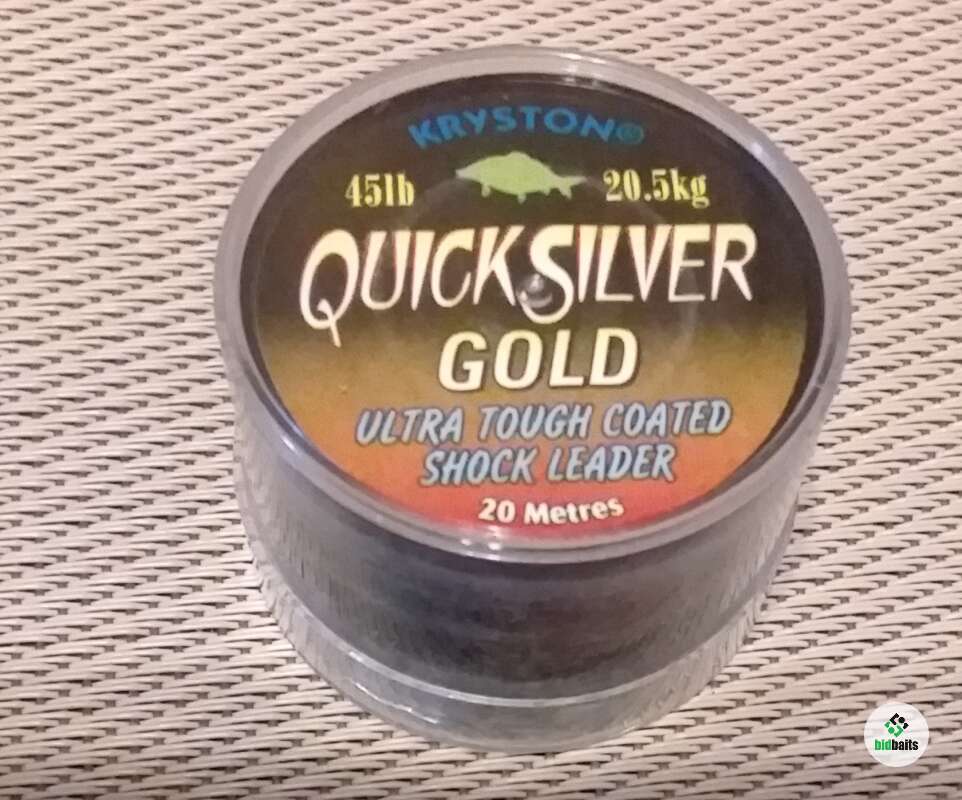 KRYSTON®
45lb 20.5kg
QUICKSILVER
GOLD
ULTRA TOUGH COATED
SHOCK LEADER
20 Metres
bidbaits